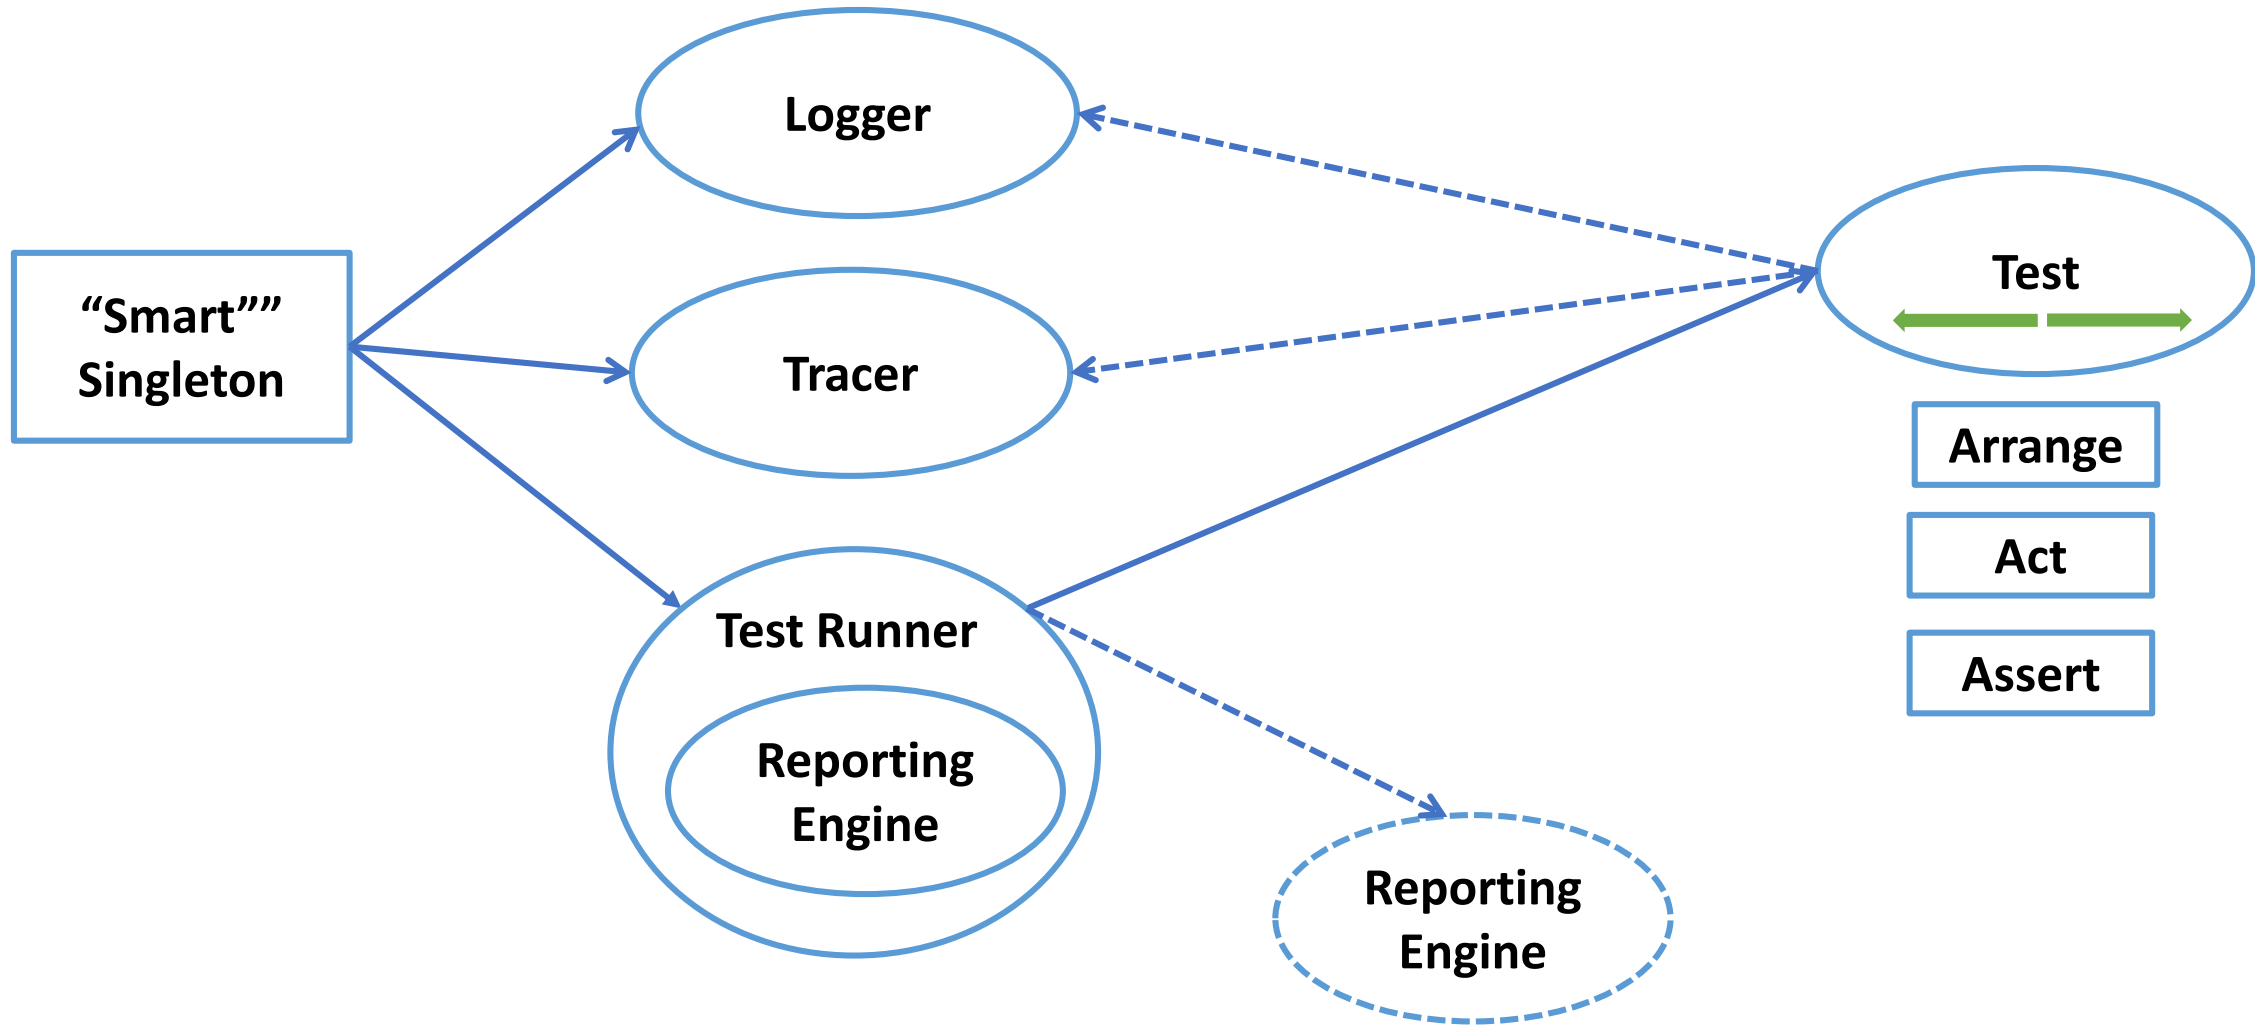 Logger
“Smart””
Singleton
Tracer
Test
Arrange
Act
Assert
Test Runner
Reporting
Engine
Reporting
Engine